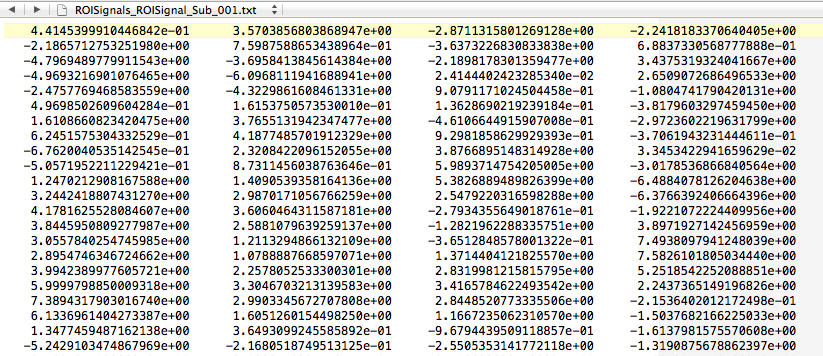 ROISignals_ROISignal_Sub_001.txt
4.4145399910446842e-01 3.5703856803868947e+00 -2.8711315801269128e+00 -2.2418183370640405e+00
-2.1865712753251980e+00 7.5987588653438964e-01 -3.6373226830833838e+00 6.8837330568777888e-01
-4.7969489779911543e+00 -3.6958413845614384e+00 -2.1898178301359477e+00 3.4375319324041667e+00
-4.9693216901076465e+00 -6.0968111941688941e+00 2.4144402423285340e-02 2.6509072686496533e+00
-2.4757769468583559e+00 -4.3229861608461331e+00 9.0791171024504458e-01 -1.0804741790420131e+00
4.9698502609604284e-01 1.6153750573530010e-01 1.3628690219239184e-01 -3.8179603297459450e+00
1.6108660823420475e+00 3.7655131942347477e+00 -4.6106644915907008e-01 -2.9723602219631799e+00
6.2451575304332529e-01 4.1877485701912329e+00 9.2981858629929393e-01 -3.7061943231444611e-01
-6.7620040535142545e-01 2.3208422096152055e+00 3.8766895148314928e+00 3.3453422941659629e-02
-5.0571952211229421e-01 8.7311456038763646e-01 5.9893714754205005e+00 -3.0178536866840564e+00
1.2470212908167588e+00 1.4090539358164136e+00 5.3826889489826399e+00 -6.4884078126204638e+00
3.2442418807431270e+00 2.9870171056766259e+00 2.5479220316598288e+00 -6.3766392406664396e+00
4.1781625528084607e+00 3.6060464311587181e+00 -2.7934355649018761e-01 -1.9221072224409956e+00
3.8445950809277987e+00 2.5881079639259137e+00 -1.2821962288335751e+00 3.8971927142456959e+00
3.0557840254745985e+00 1.2113294866132109e+00 -3.6512848578001322e-01 7.4938097941248039e+00
2.8954746346724662e+00 1.0788887668597071e+00 1.3714404121825570e+00 7.5826101805034440e+00
3.9942389977605721e+00 2.2578052533300301e+00 2.8319981215815795e+00 5.2518542252088851e+00
5.9999798850009318e+00 3.3046703213139583e+00 3.4165784622493542e+00 2.2437365149196826e+00
7.3894317903016740e+00 2.9903345672707808e+00 2.8448520773335506e+00 -2.1536402012172498e-01
6.1336961404273387e+00 1.6051260154498250e+00 1.1667235062310570e+00 -1.5037682166225033e+00
1.3477459487162138e+00 3.6493099245585892e-01 -9.6794439509118857e-01 -1.6137981575570608e+00
-5.2429103474867969e+00 -2.1680518749513125e-01 -2.5505353141772118e+00 -1.3190875678862397e+00